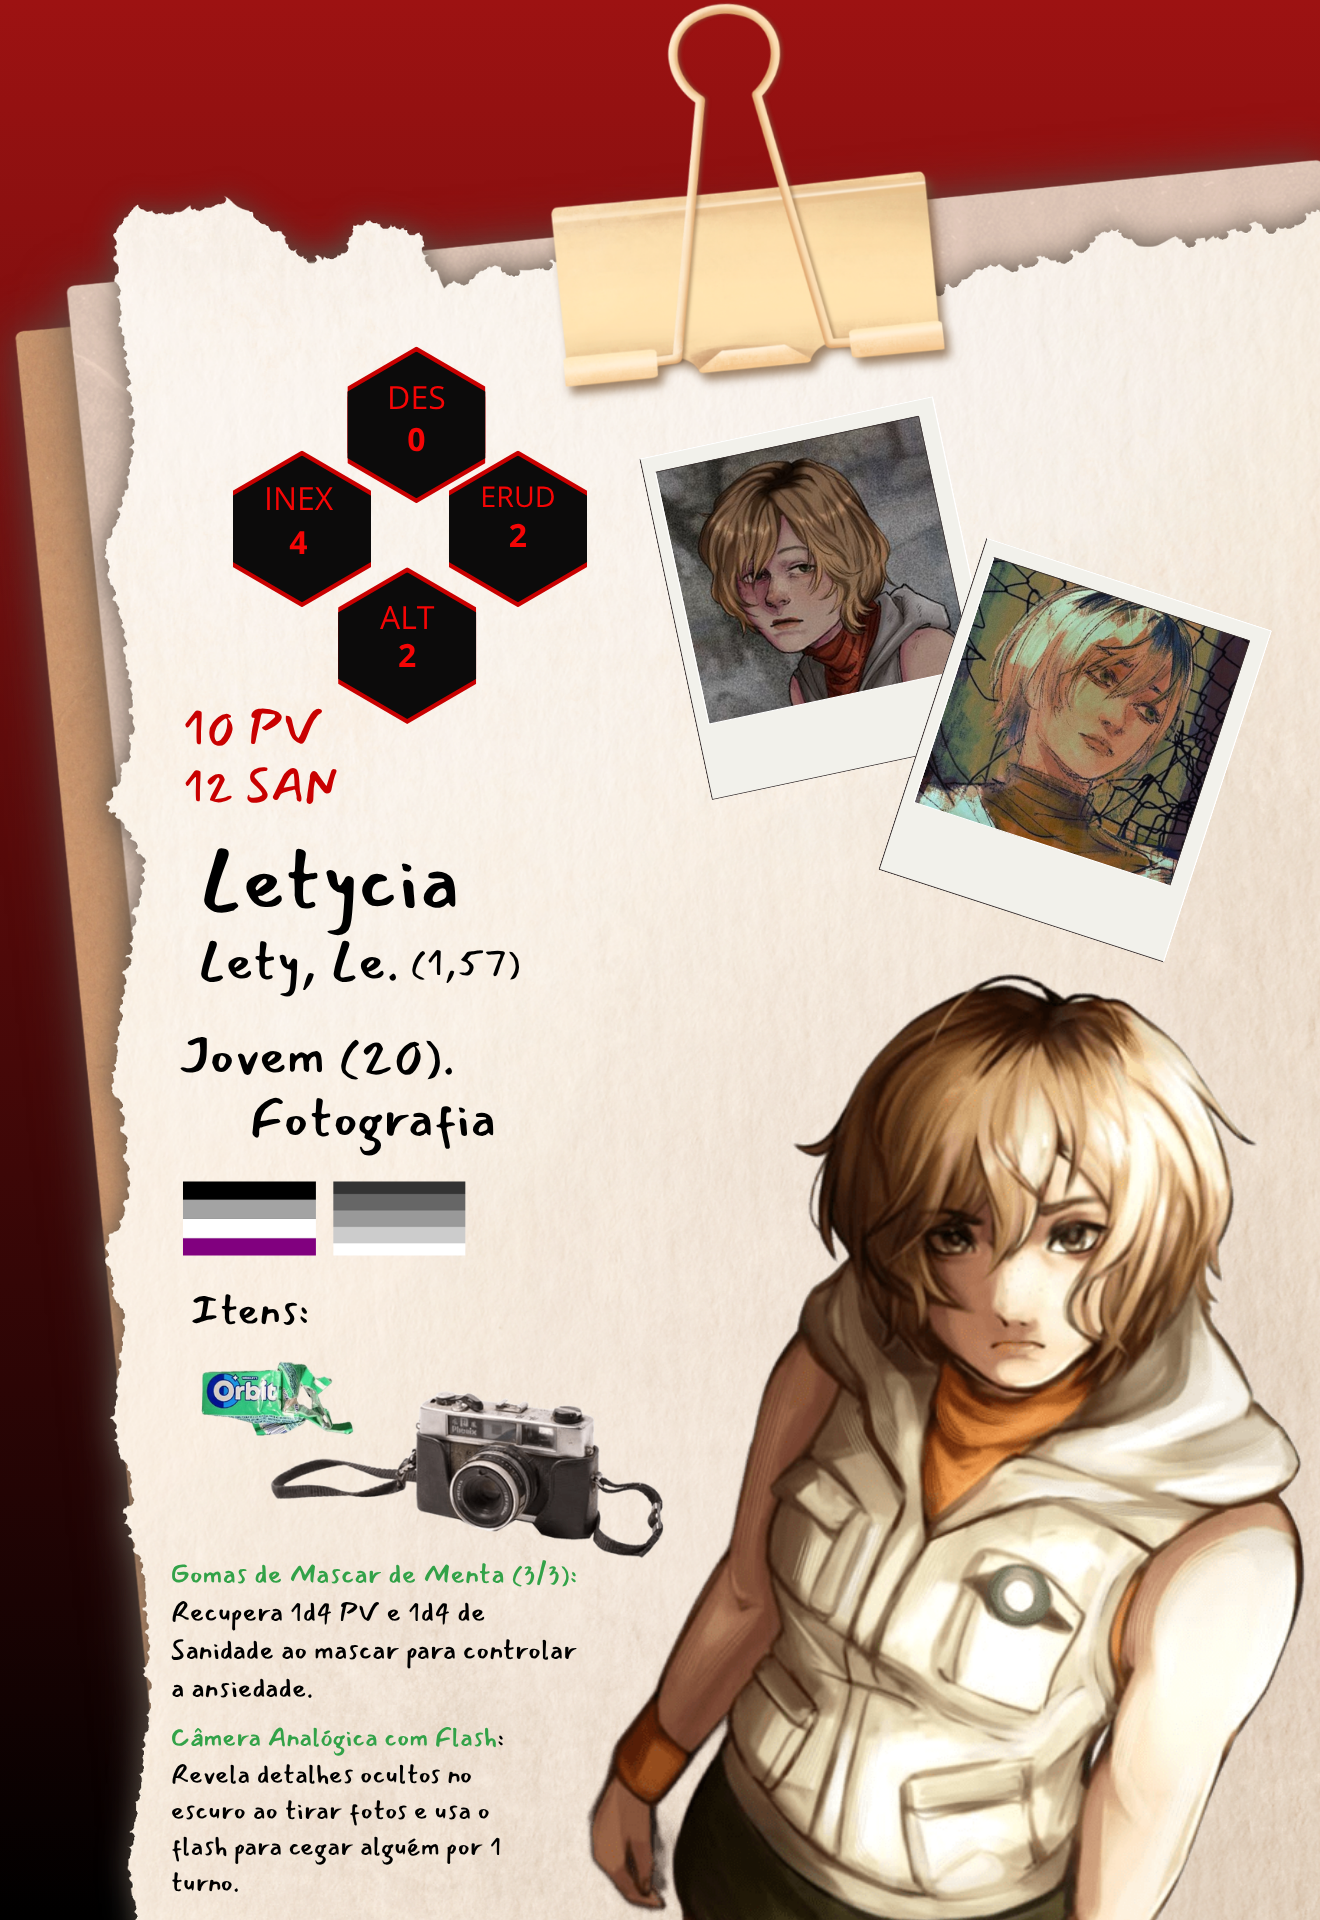 DES
0
INEX
4
ERUD
2
ALT
2
10 PV
12 SAN
Letycia
Lety, Le. (1,57)
Jovem (20).
Fotografia
Itens:
Orbit
Phenix
Gomas de Mascar de Menta (3/3):
Recupera 1d4 PV e 1d4 de
Sanidade ao mascar para controlar
a ansiedade.
Câmera Analógica com Flash:
Revela detalhes ocultos no
escuro ao tirar fotos e usa o
flash para cegar alguém por 1
turno.